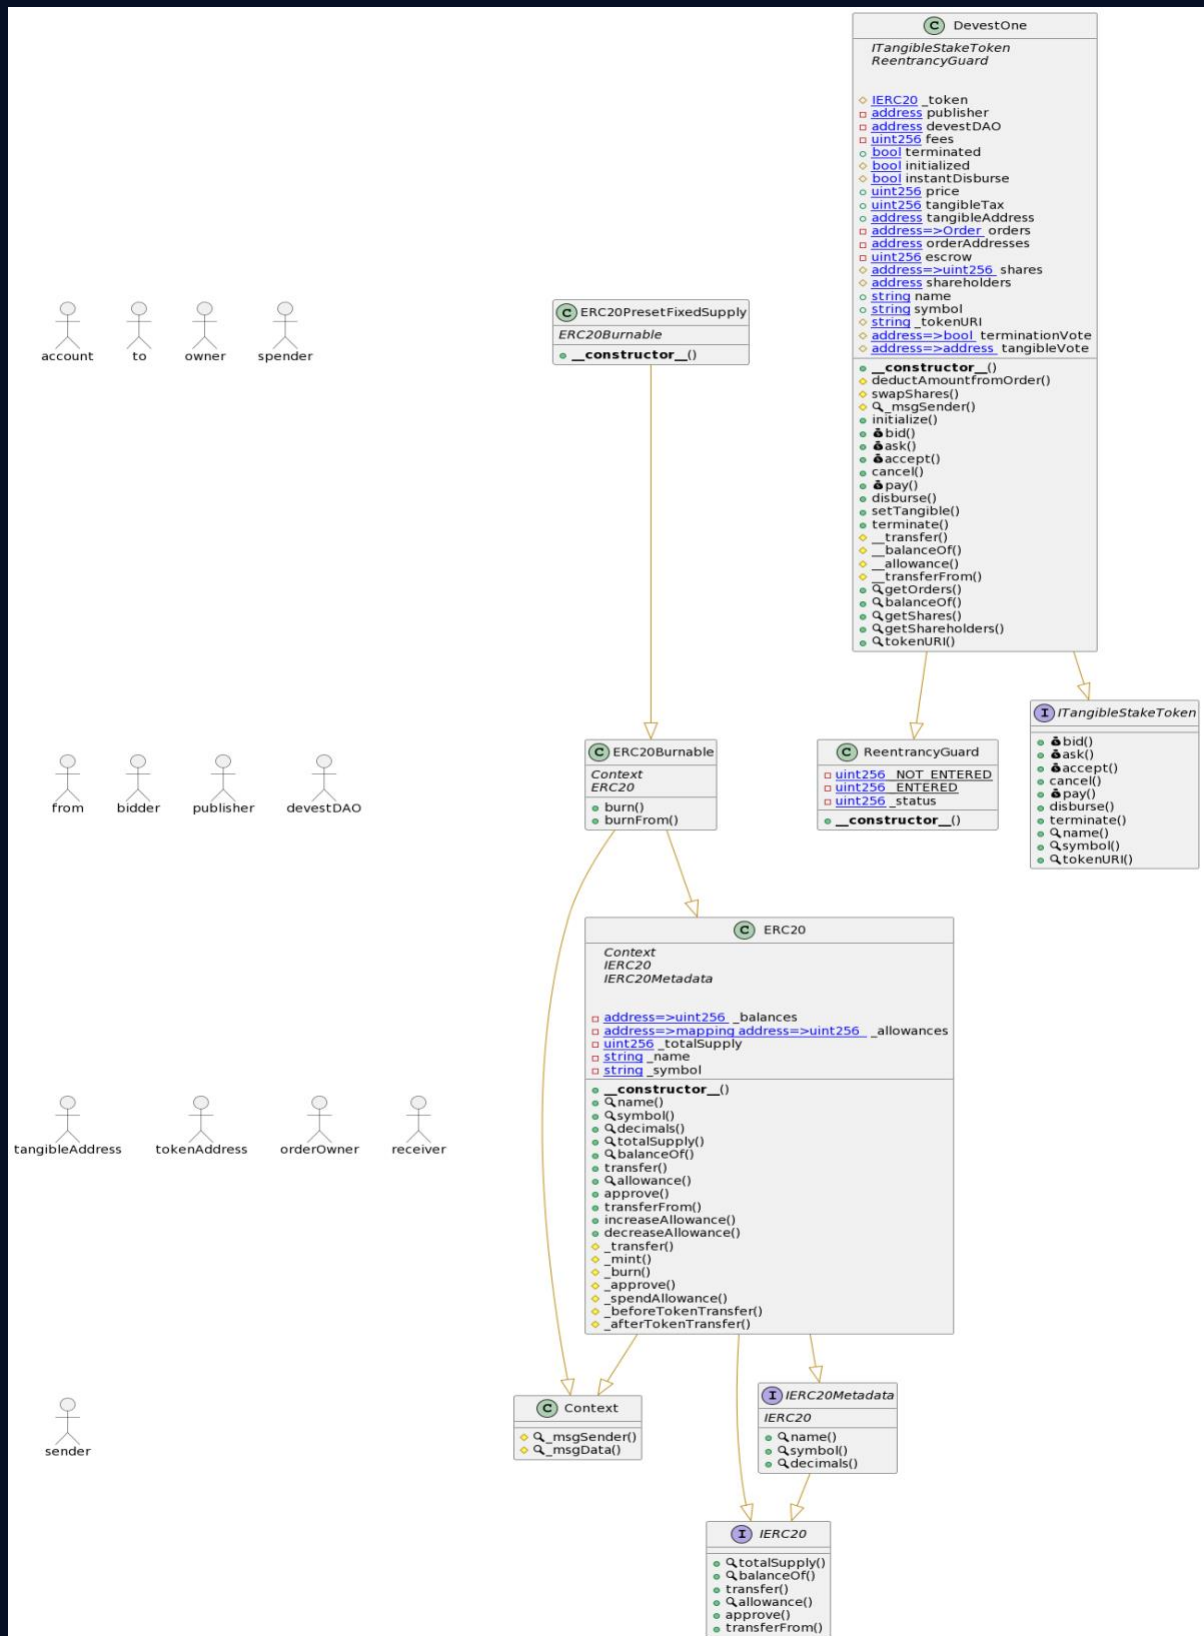 C DevestOne
ITangibleStakeToken
ReentrancyGuard
IERC20 _token
address publisher
address devestDAO
uint256 fees
bool terminated
bool initialized
bool instantDisburse
uint256 price
uint256 tangibleTax
address tangibleAddress
address=>Order orders
address orderAddresses
uint256 escrow
address=>uint256 shares
address shareholders
string name
string symbol
string _tokenURI
address=>bool terminationVote
address=>address tangibleVote
__constructor__()
deductAmountfromOrder()
swapShares()
_msgSender()
initialize()
bid()
ask()
accept()
cancel()
pay()
disburse()
setTangible()
terminate()
__transfer()
__balanceOf()
__allowance()
__transferFrom()
getOrders()
balanceOf()
getShares()
getShareholders()
tokenURI()
account to owner spender
C ERC20PresetFixedSupply
ERC20Burnable
__constructor__()
from bidder publisher devestDAO
C ERC20Burnable
Context
ERC20
burn()
burnFrom()
C ReentrancyGuard
uint256 _NOT_ENTERED
uint256 _ENTERED
uint256 _status
__constructor__()
I ITangibleStakeToken
bid()
ask()
accept()
cancel()
pay()
disburse()
terminate()
name()
symbol()
tokenURI()
C ERC20
Context
IERC20
IERC20Metadata
address=>uint256 _balances
address=>mapping address=>uint256 _allowances
uint256 _totalSupply
string _name
string _symbol
__constructor__()
name()
symbol()
decimals()
totalSupply()
balanceOf()
transfer()
allowance()
approve()
transferFrom()
increaseAllowance()
decreaseAllowance()
_transfer()
_mint()
_burn()
_approve()
_spendAllowance()
_beforeTokenTransfer()
_afterTokenTransfer()
tangibleAddress tokenAddress orderOwner receiver
sender
C Context
_msgSender()
_msgData()
I IERC20Metadata
IERC20
name()
symbol()
decimals()
I IERC20
totalSupply()
balanceOf()
transfer()
allowance()
approve()
transferFrom()